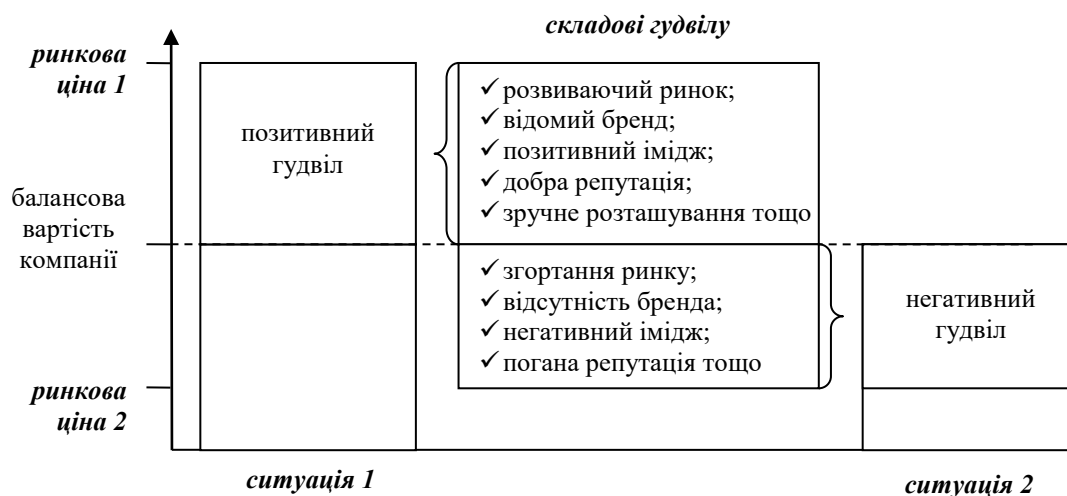 складові гудвілу
ринкова
ціна 1
позитивний
гудвіл
✓ розвиваючий ринок;
✓ відомий бренд;
✓ позитивний імідж;
✓ добра репутація;
✓ зручне розташування тощо
балансова
вартість
компанії
✓ згортання ринку;
✓ відсутність бренда;
✓ негативний імідж;
✓ погана репутація тощо
негативний
гудвіл
ринкова
ціна 2
ситуація 1
ситуація 2